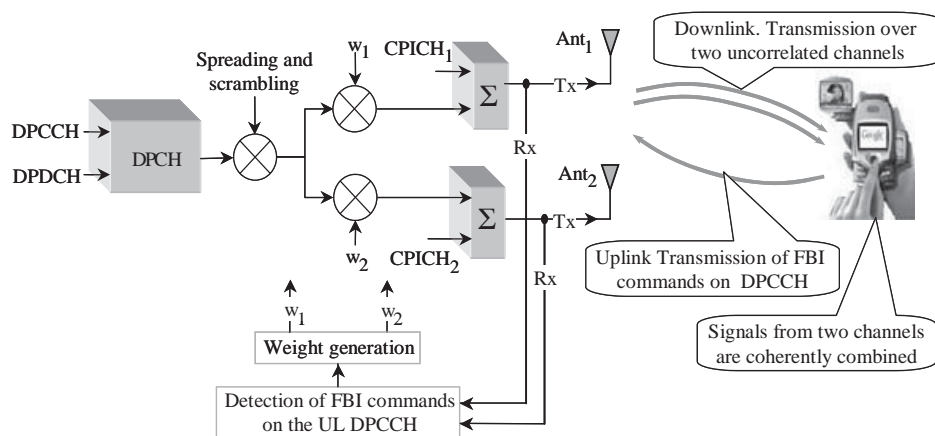 Downlink. Transmission over
two uncorrelated channels
Ant1
w1
CPICH1
Spreading and
scrambling
Σ
Tx
DPCCH
DPCH
DPDCH
Rx
Ant2
Σ
Tx
w2
CPICH2
Rx
Uplink Transmission of FBI
commands on DPCCH
w1
w2
Weight generation
Signals from two channels
are coherently combined
Detection of FBI commands
on the UL DPCCH
Google